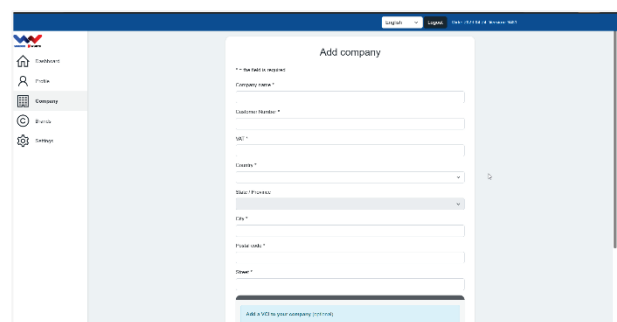 English
Logout
Dashboard
Profile
Company
Brands
Settings
Add company
* = the field is required
Company name *
Customer Number *
VAT *
Country *
State / Province
City *
Postal code *
Street *
Add a VCI to your company (optional)